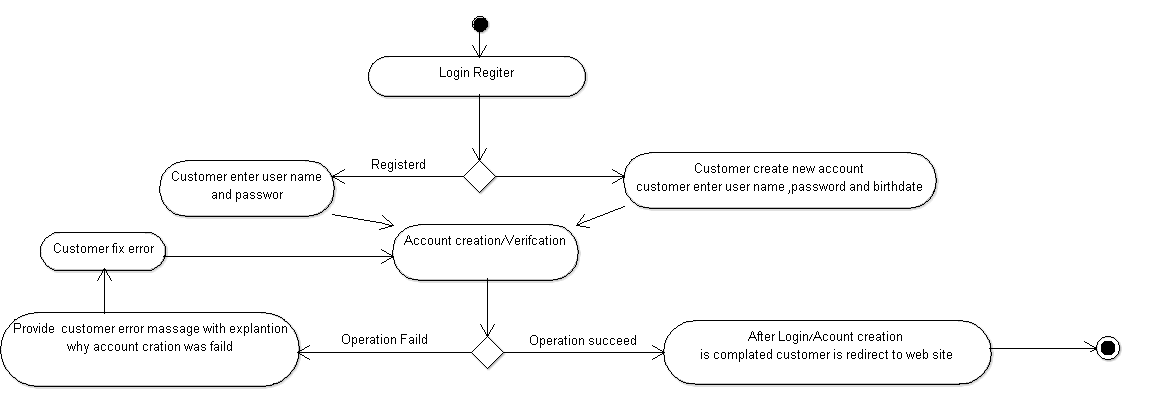 Login Regiter
Registerd
Customer enter user name
and passwor
Customer create new account
customer enter user name ,password and birthdate
Account creation/Verifcation
Customer fix error
Provide customer error massage with explantion
why account cration was faild
Operation Faild
Operation succeed
After Login/Acount creation
is complated customer is redirect to web site